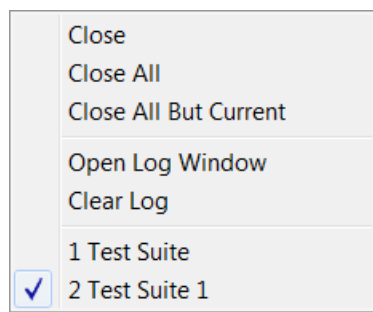 Close
Close All
Close All But Current
Open Log Window
Clear Log
1 Test Suite
2 Test Suite 1